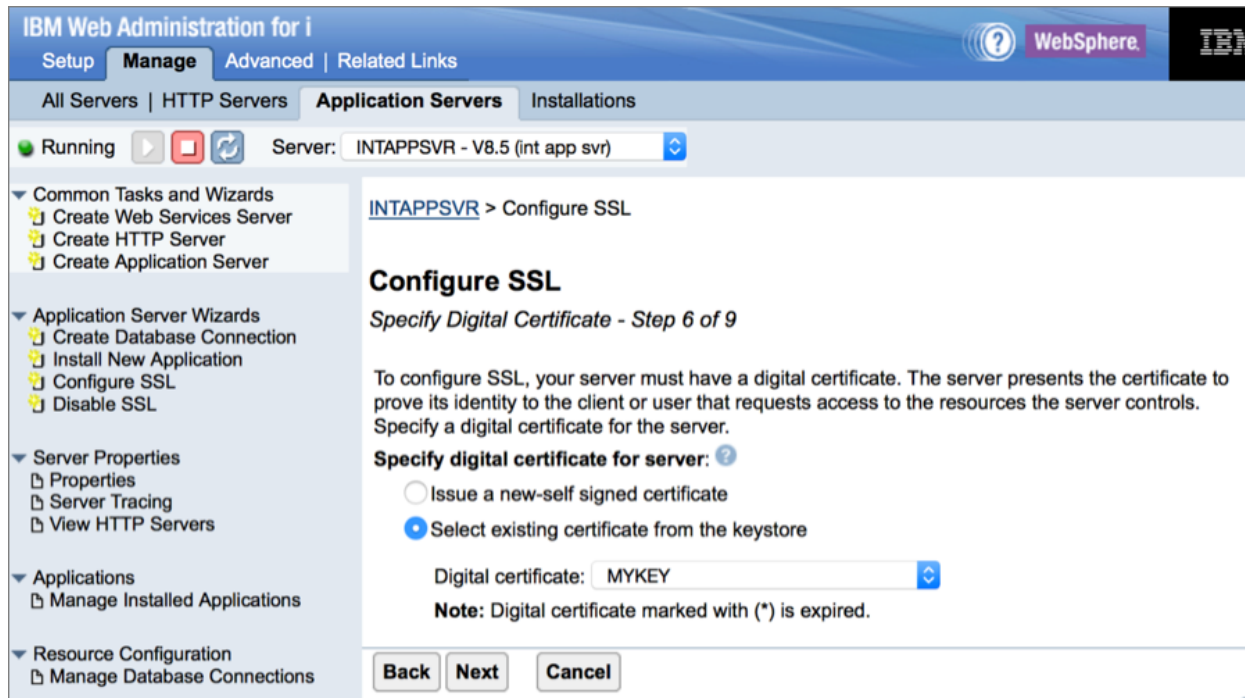 IBM Web Administration for i
Setup Manage Advanced | Related Links
? WebSphere.
All Servers | HTTP Servers Application Servers Installations
Running Server: INTAPPSVR - V8.5 (int app svr)
Common Tasks and Wizards
Create Web Services Server
Create HTTP Server
Create Application Server
Application Server Wizards
Create Database Connection
Install New Application
Configure SSL
Disable SSL
Server Properties
Properties
Server Tracing
View HTTP Servers
Applications
Manage Installed Applications
Resource Configuration
Manage Database Connections
INTAPPSVR > Configure SSL
Configure SSL
Specify Digital Certificate - Step 6 of 9
To configure SSL, your server must have a digital certificate. The server presents the certificate to
prove its identity to the client or user that requests access to the resources the server controls.
Specify a digital certificate for the server.
Specify digital certificate for server: ?
Issue a new-self signed certificate
Select existing certificate from the keystore
Digital certificate: MYKEY
Note: Digital certificate marked with (*) is expired.
Back Next Cancel